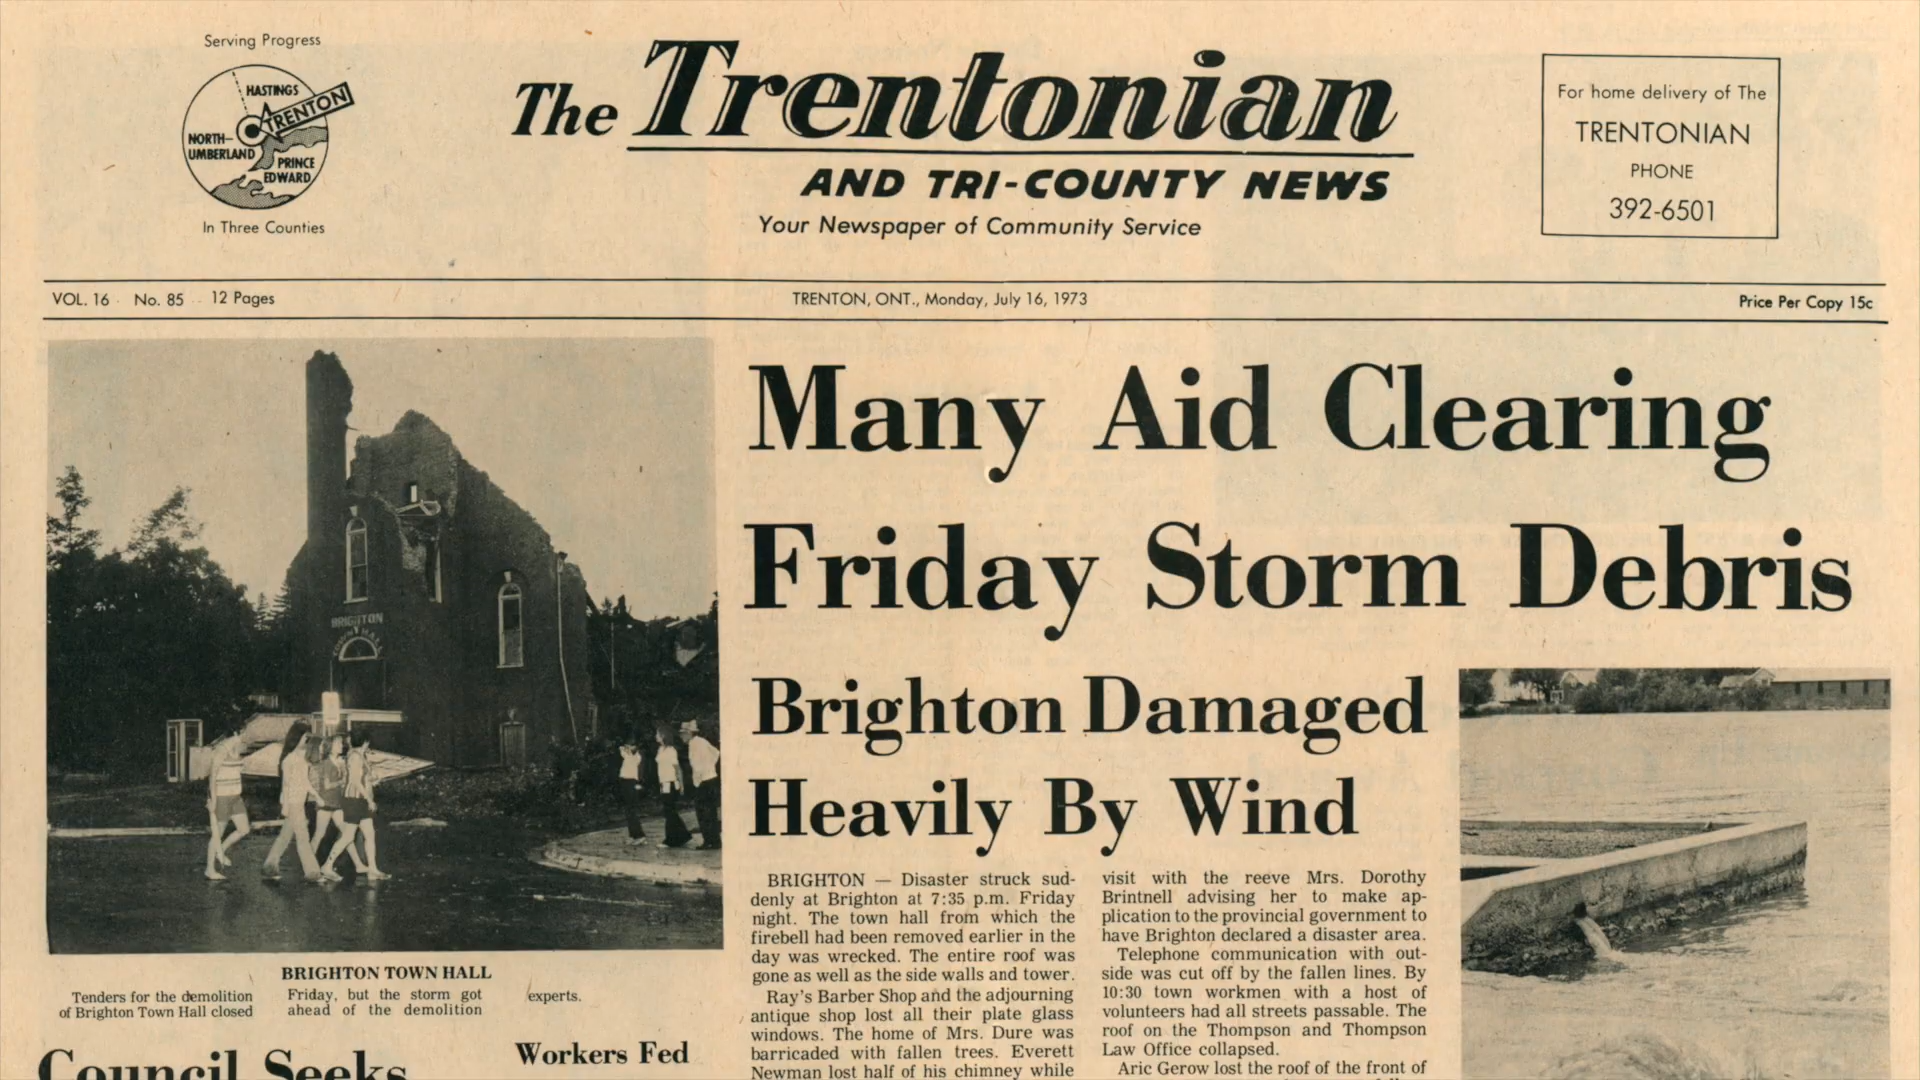 Serving Progress
HASTINGS
TRENTON
NORTH-
UMBERLAND
PRINCE
EDWARD
In Three Counties
The Trentonian
AND TRI-COUNTY NEWS
Your Newspaper of Community Service
For home delivery of The
TRENTONIAN
PHONE
392-6501
VOL. 16 No. 85 12 Pages
TRENTON, ONT., Monday, July 16, 1973
Price Per Copy 15c
BRIGHTON
TOWN HALL
BRIGHTON TOWN HALL
Tenders for the demolition
of Brighton Town Hall closed
Friday, but the storm got
ahead of the demolition
experts.
Council Seeks
Workers Fed
Many Aid Clearing
Friday Storm Debris
Brighton Damaged
Heavily By Wind
BRIGHTON — Disaster struck sud-
denly at Brighton at 7:35 p.m. Friday
night. The town hall from which the
firebell had been removed earlier in the
day was wrecked. The entire roof was
gone as well as the side walls and tower.
Ray's Barber Shop and the adjourning
antique shop lost all their plate glass
windows. The home of Mrs. Dure was
barricaded with fallen trees. Everett
Newman lost half of his chimney while
visit with the reeve Mrs. Dorothy
Brintnell advising her to make ap-
plication to the provincial government to
have Brighton declared a disaster area.
Telephone communication with out-
side was cut off by the fallen lines. By
10:30 town workmen with a host of
volunteers had all streets passable. The
roof on the Thompson and Thompson
Law Office collapsed.
Aric Gerow lost the roof of the front of